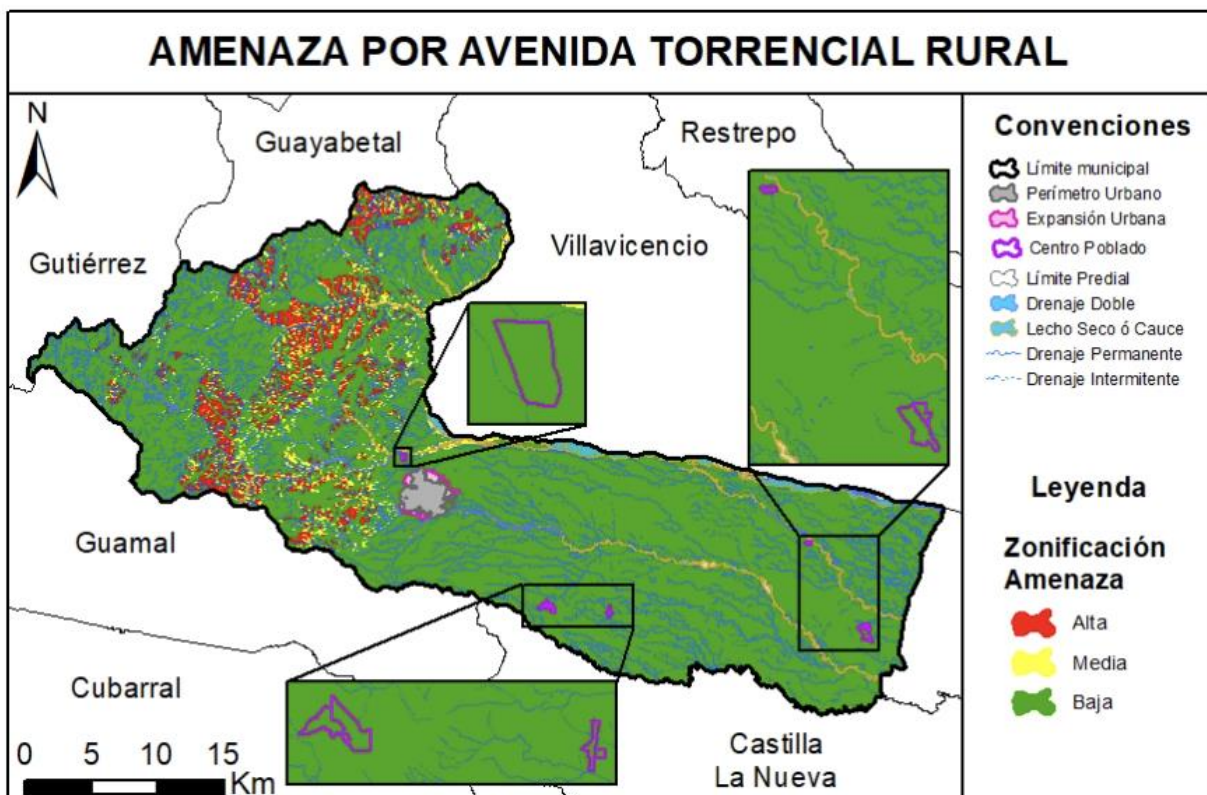 AMENAZA POR AVENIDA TORRENCIAL RURAL
N
Guayabetal
Restrepo
Gutiérrez
Villavicencio
Guamal
Cubarral
Castilla
La Nueva
0 5 10 15
Km
Convenciones
Límite municipal
Perímetro Urbano
Expansión Urbana
Centro Poblado
Límite Predial
Drenaje Doble
Lecho Seco ó Cauce
Drenaje Permanente
Drenaje Intermitente
Leyenda
Zonificación
Amenaza
Alta
Media
Baja